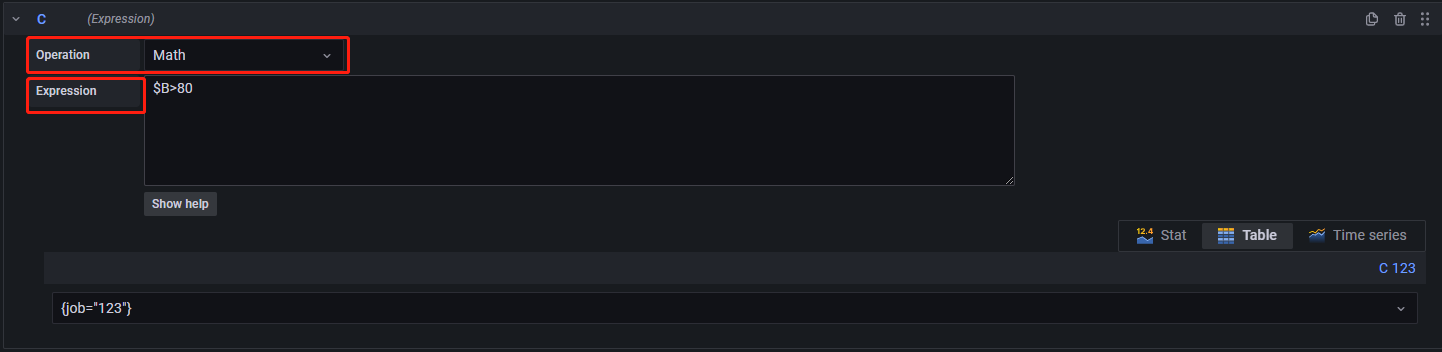 C (Expression)
Operation Math
Expression $B>80
Show help
12.4 Stat Table Time series
C 123
{job="123"}